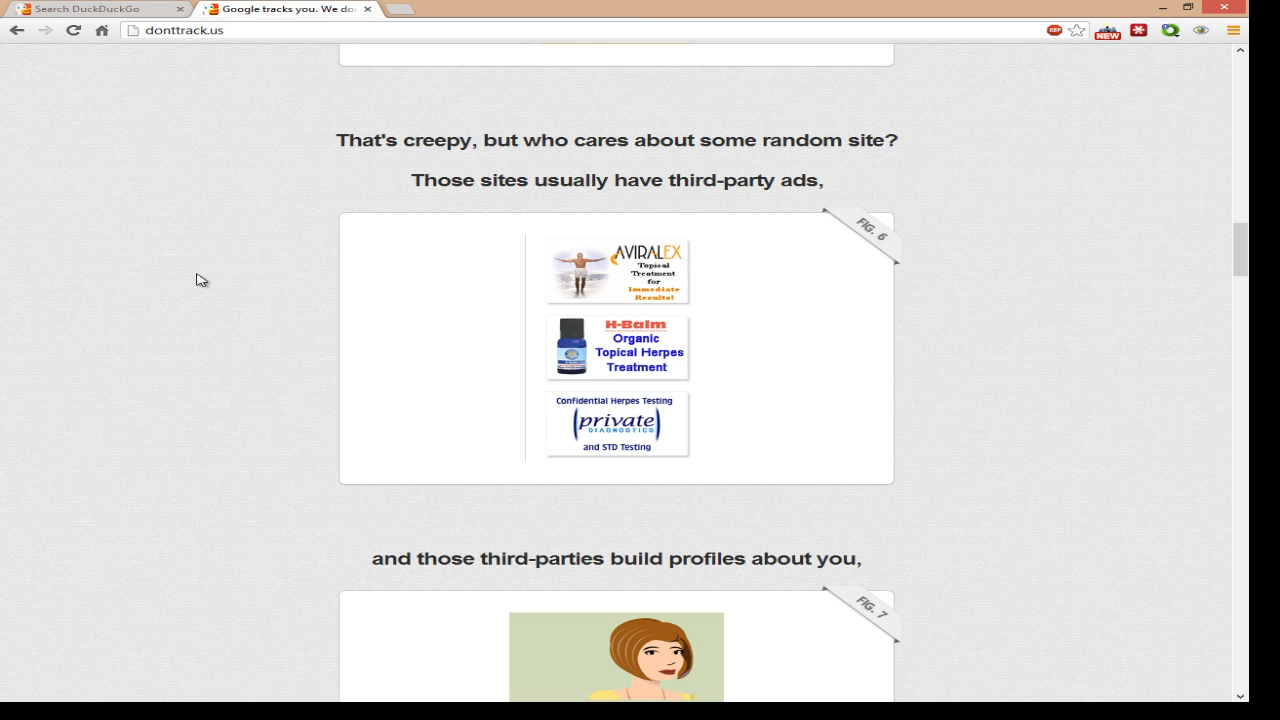 Search DuckDuckGo
Google tracks you. We do
donttrack.us
ABP
NEW
That's creepy, but who cares about some random site?
Those sites usually have third-party ads,
FIG. 6
AVIRALEX
Topical
Treatment
for
Immediate
Results!
H-Balm
Organic
Topical Herpes
Treatment
Confidential Herpes Testing
(private)
DIAGNOSTICS
and STD Testing
and those third-parties build profiles about you,
FIG. 7